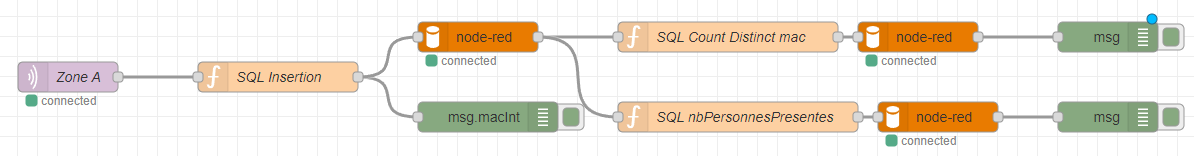 node-red
SQL Count Distinct mac
node-red
msg
connected
connected
Zone A
SQL Insertion
connected
msg.macInt
SQL nbPersonnesPresentes
node-red
msg
connected